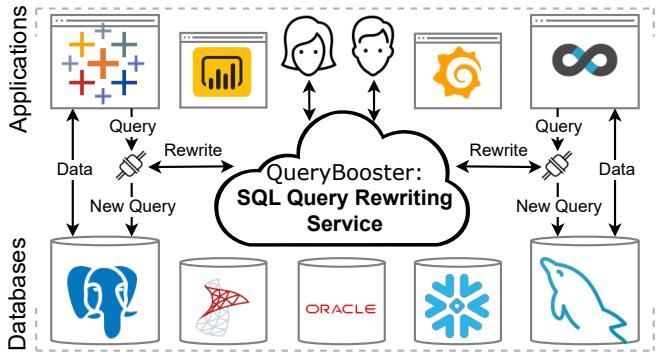 Applications
Query
Query
Rewrite
Rewrite
Data
Data
QueryBooster:
SQL Query Rewriting
Service
New Query
New Query
Databases
ORACLE